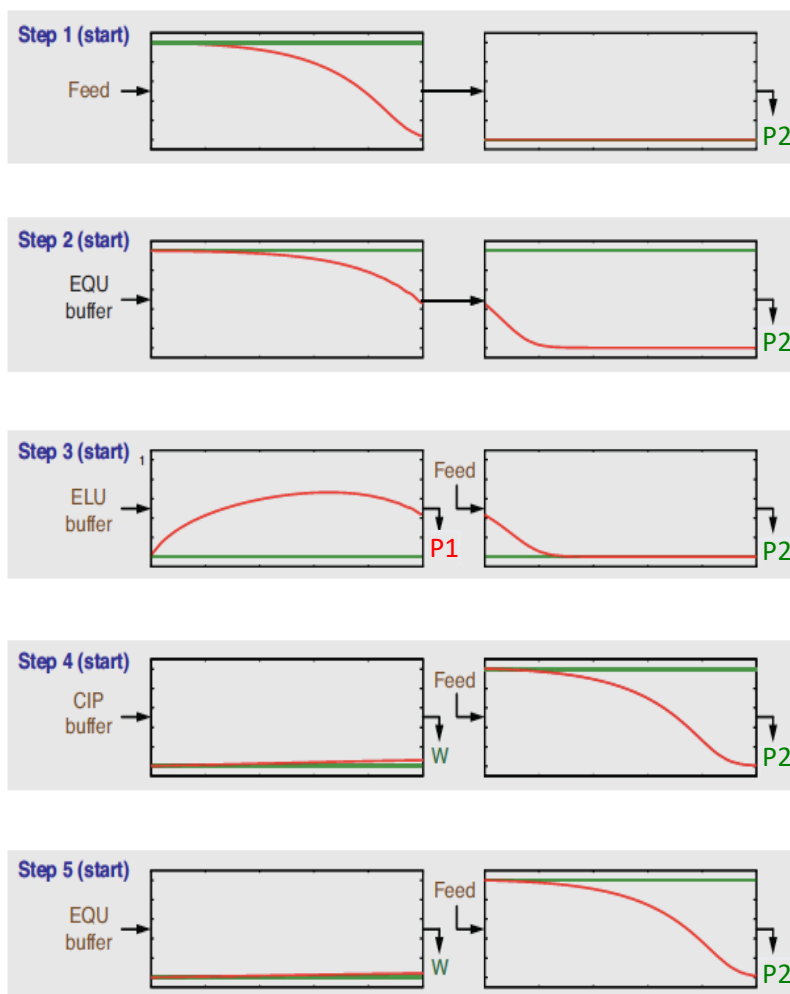 Step 1 (start)
Feed
P2
Step 2 (start)
EQU
buffer
P2
Step 3 (start)
1
Feed
ELU
buffer
P1
P2
Step 4 (start)
Feed
CIP
buffer
W
P2
Step 5 (start)
Feed
EQU
buffer
W
P2